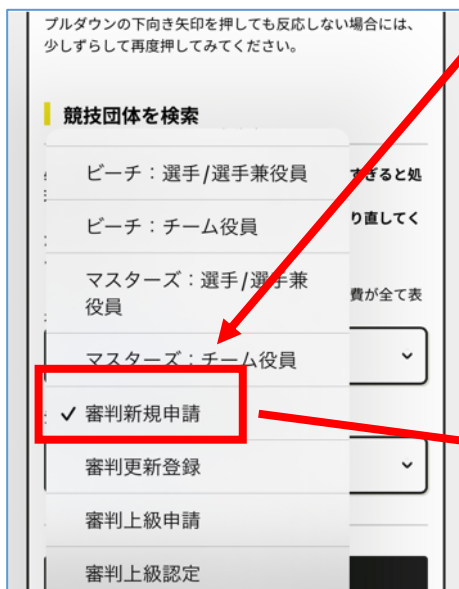 プルダウンの下向き矢印を押しても反応しない場合には、
少しずらして再度押してみてください。
競技団体を検索
ビーチ：選手/選手兼役員
すぎると処
ビーチ：チーム役員
り直してく
マスターズ：選手/選手兼
役員
費が全て表
マスターズ：チーム役員
✓ 審判新規申請
審判更新登録
審判上級申請
審判上級認定